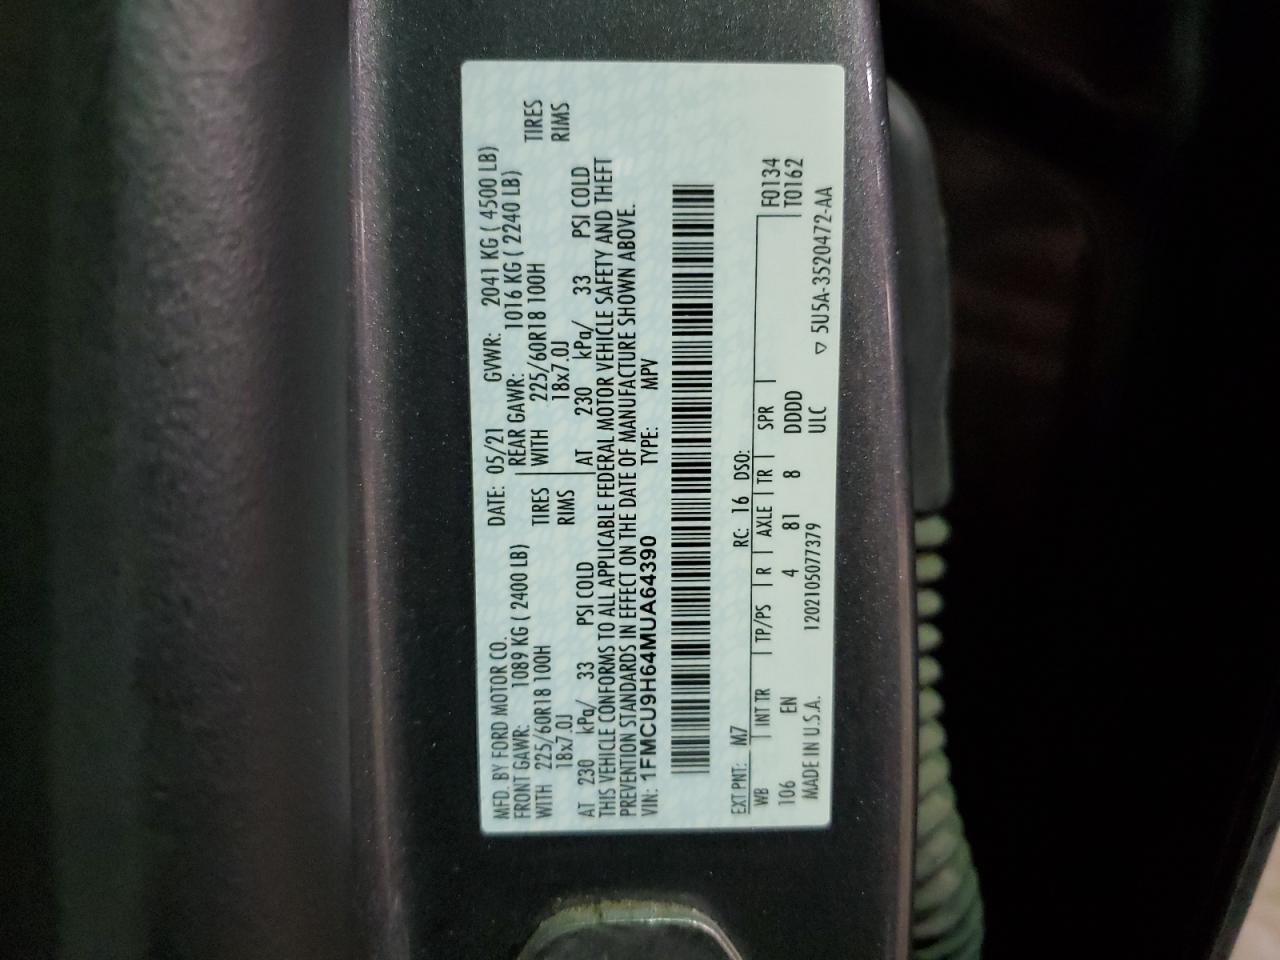 MFD. BY FORD MOTOR CO. DATE: 05/21 GVWR: 2041 KG ( 4500 LB)
FRONT GAWR: 1089 KG ( 2400 LB) REAR GAWR: 1016 KG ( 2240 LB)
WITH 225/60R18 100H TIRES WITH 225/60R18 100H TIRES
18x7.0J RIMS 18x7.0J RIMS
AT 230 kPa/ 33 PSI COLD AT 230 kPa/ 33 PSI COLD
THIS VEHICLE CONFORMS TO ALL APPLICABLE FEDERAL MOTOR VEHICLE SAFETY AND THEFT
PREVENTION STANDARDS IN EFFECT ON THE DATE OF MANUFACTURE SHOWN ABOVE.
VIN: 1FMCU9H64MUA64390 TYPE: MPV
EXT PNT: M7 RC: 16 DSO:
WB INT TR TP/PS R AXLE TR SPR F0134
106 EN 4 81 8 DDDD T0162
MADE IN U.S.A. 120210507​7379 ULC ▽ 5U5A-3520472-AA